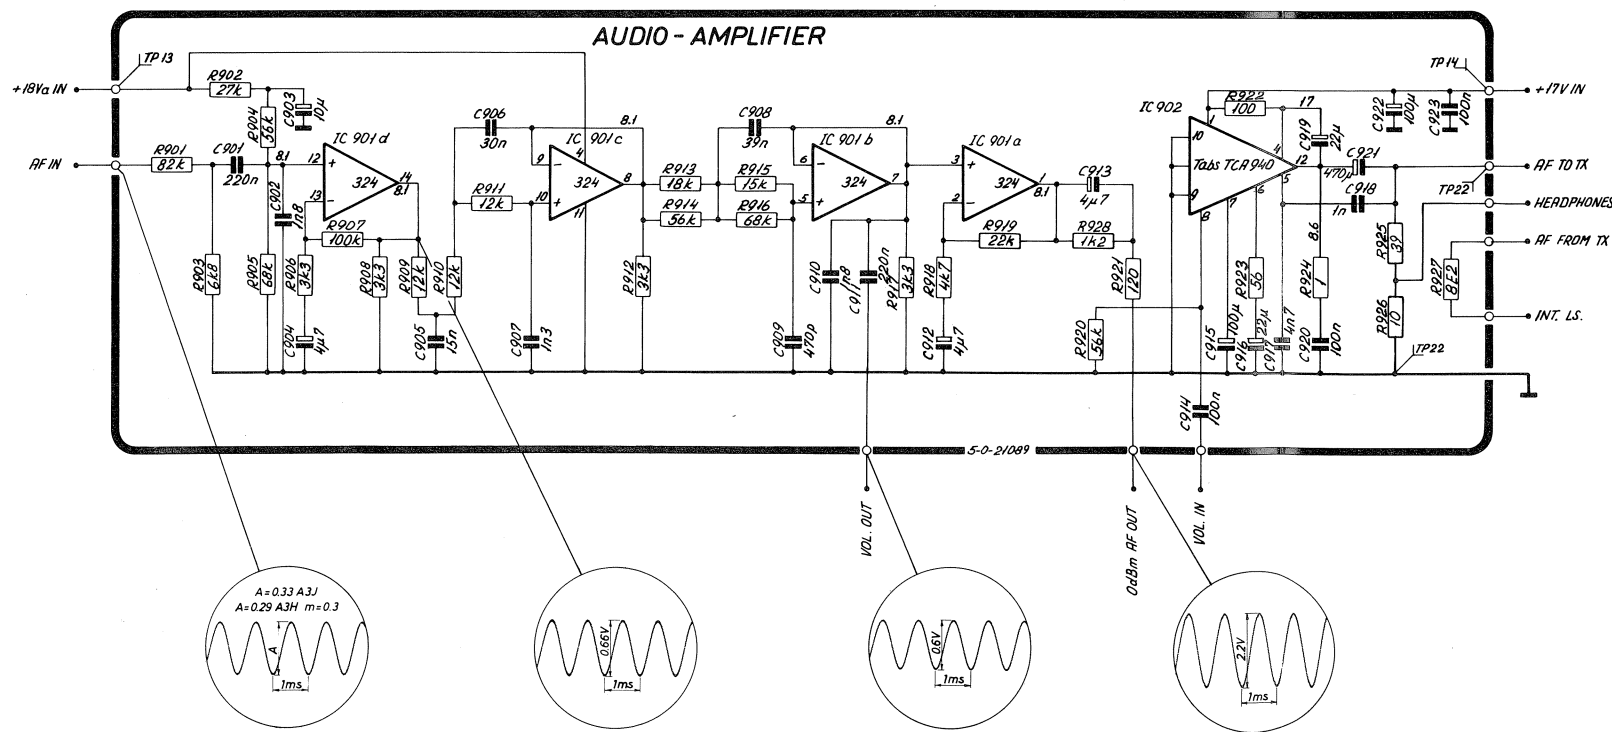 AUDIO - AMPLIFIER
TP13
+18Va IN
R902
27k
R904
56k
C903
10µ
AF IN
R901
82k
C901
220n
8.1
12
13
IC 901d
324
14
8.1
C902
1n8
R903
6k8
R905
68k
R906
3k3
R907
100k
R908
3k3
R909
12k
R910
12k
C904
4µ7
C905
15n
C906
30n
R911
12k
C907
1n3
IC 901c
4
9
10
11
324
8
8.1
R912
3k3
R913
18k
R914
56k
R915
15k
R916
68k
C908
39n
C909
470p
IC 901b
6
5
324
7
8.1
C910
1n8
C911
220n
R917
3k3
IC 901a
3
2
324
1
8.1
C913
4µ7
R919
22k
R928
1k2
R918
4k7
C912
4µ7
R921
120
R920
56k
C914
100n
IC 902
1
10
9
8
7
6
5
4
12
Tabs TCA 940
R922
100
17
C919
22µ
C922
100µ
C923
100n
TP14
+17V IN
C921
470µ
C918
1n
AF TO TX
TP22
HEADPHONES
AF FROM TX
INT. LS.
8.6
R923
56
R924
1
R925
39
R926
10
R927
8E2
C915
100µ
C916
22µ
C917
4n7
C920
100n
TP22
5-0-21089
VOL. OUT
0dBm AF OUT
VOL. IN
A=0.33 A3J
A=0.29 A3H m=0.3
A
1ms
0.66V
1ms
0.6V
1ms
2.2V
1ms